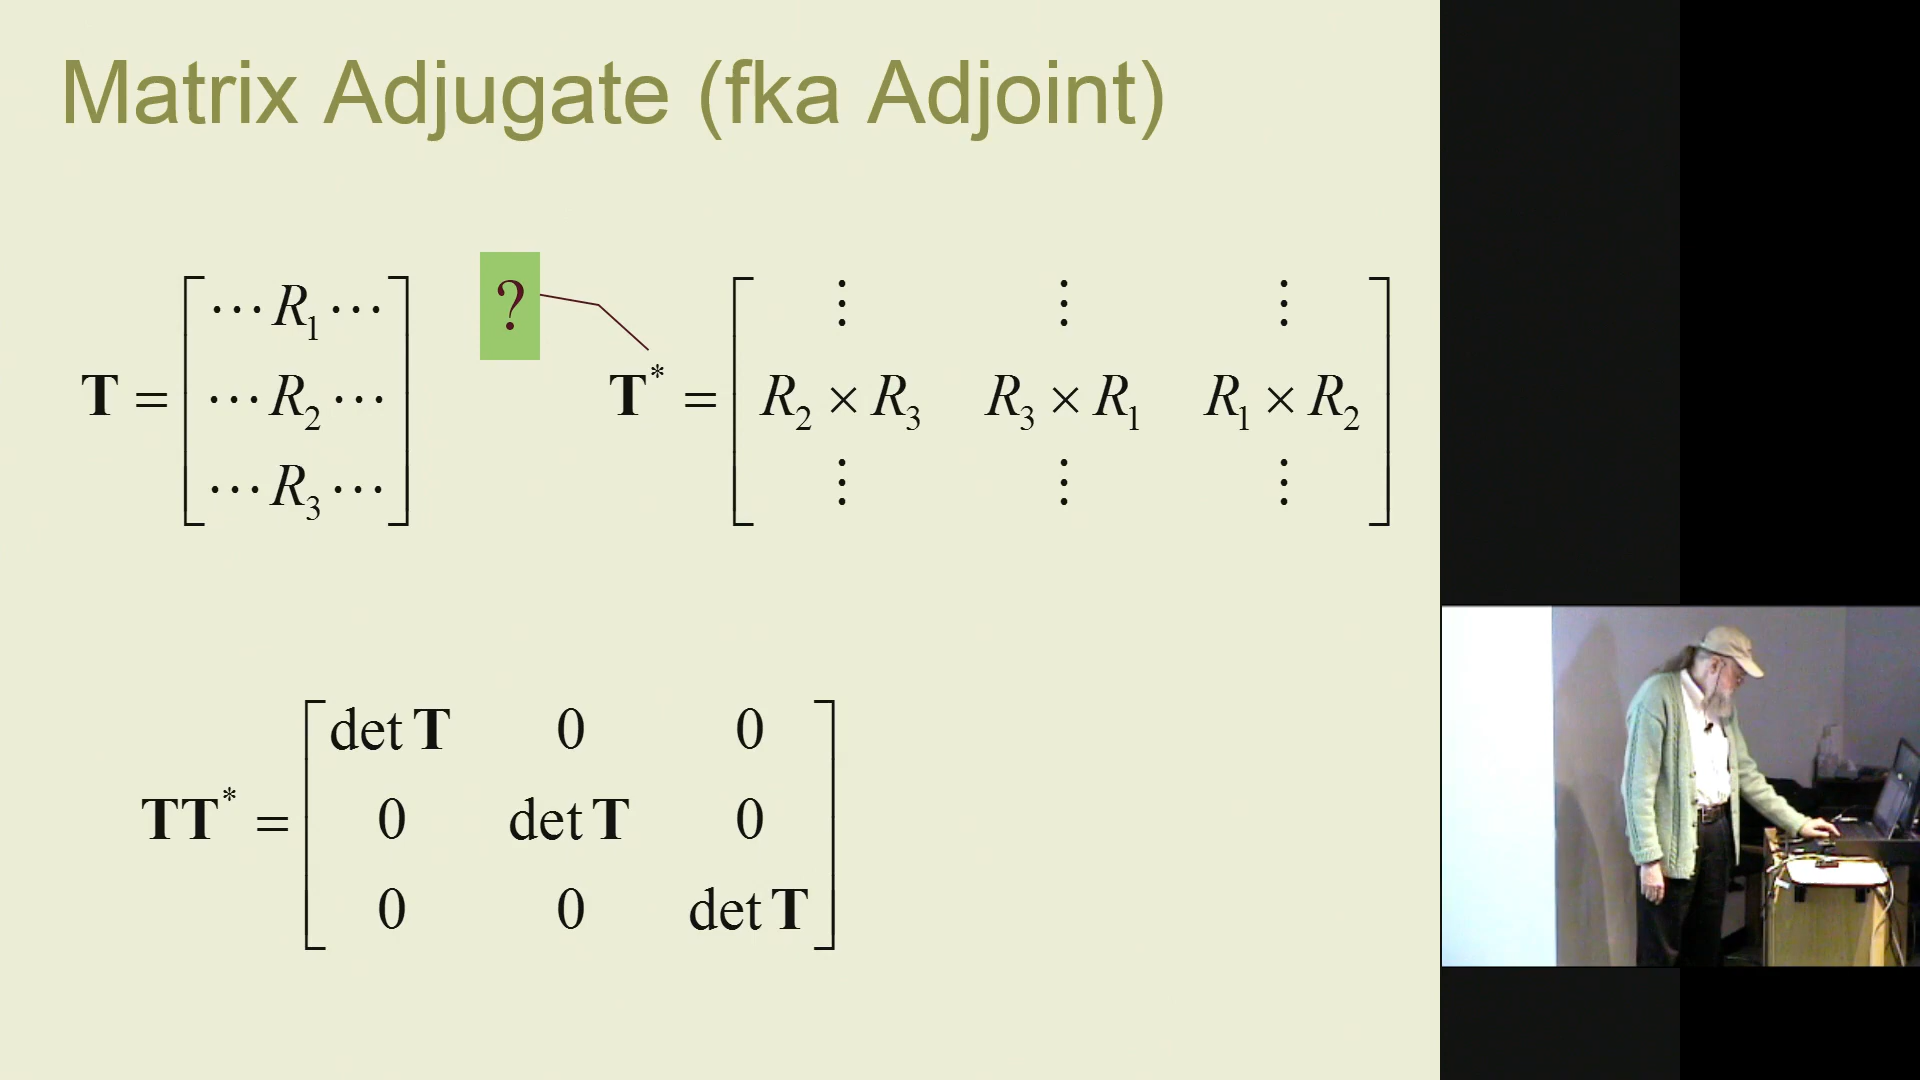 Matrix Adjugate (fka Adjoint)
?
T = [ ⋯R₁⋯
⋯R₂⋯
⋯R₃⋯ ]
T* = [ ⋮ ⋮ ⋮
R₂ × R₃ R₃ × R₁ R₁ × R₂
⋮ ⋮ ⋮ ]
TT* = [ det T 0 0
0 det T 0
0 0 det T ]